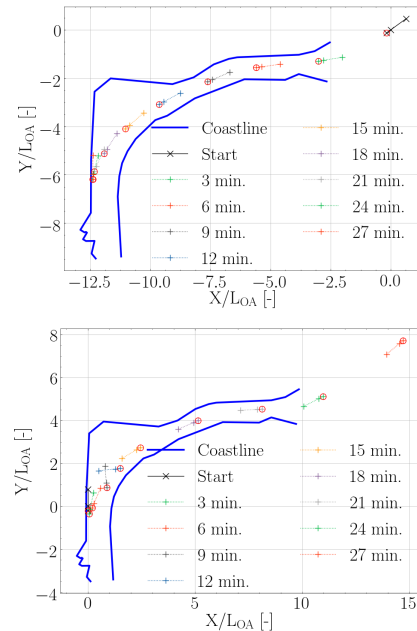 0
−2
−4
−6
−8
Y/LOA [-]
Coastline
Start
3 min.
6 min.
9 min.
12 min.
15 min.
18 min.
21 min.
24 min.
27 min.
−12.5 −10.0 −7.5 −5.0 −2.5 0.0
X/LOA [-]
8
6
4
2
0
−2
−4
Y/LOA [-]
Coastline
Start
3 min.
6 min.
9 min.
12 min.
15 min.
18 min.
21 min.
24 min.
27 min.
0 5 10 15
X/LOA [-]